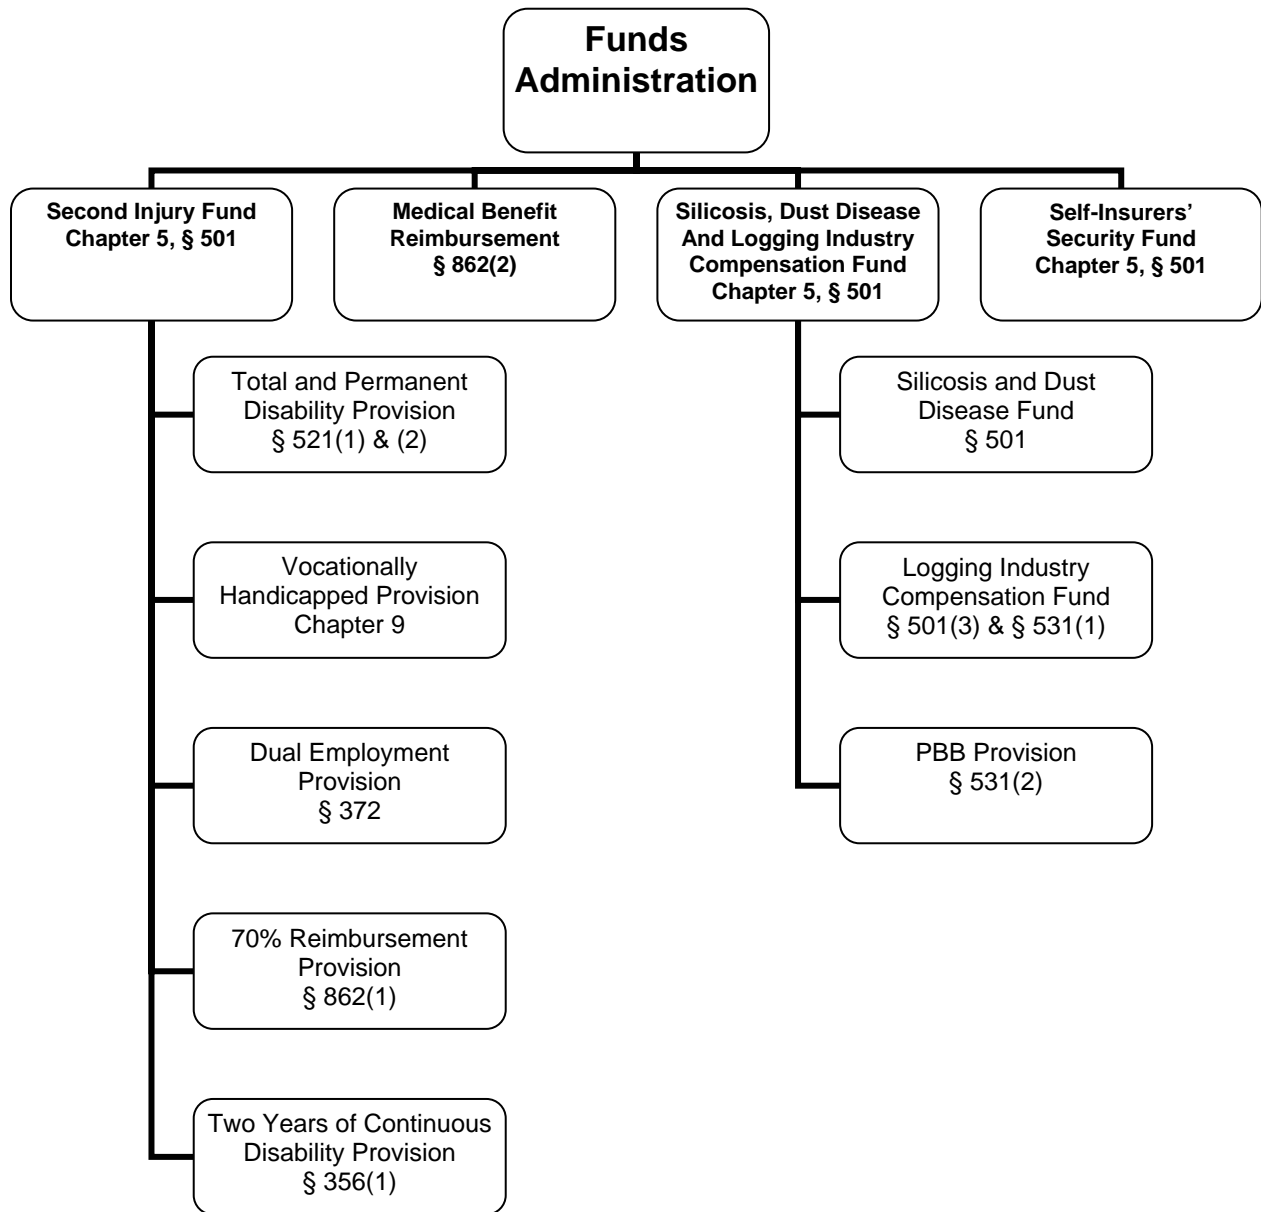 Funds
Administration
Second Injury Fund
Chapter 5, § 501
Medical Benefit
Reimbursement
§ 862(2)
Silicosis, Dust Disease
And Logging Industry
Compensation Fund
Chapter 5, § 501
Self-Insurers’
Security Fund
Chapter 5, § 501
Total and Permanent
Disability Provision
§ 521(1) & (2)
Vocationally
Handicapped Provision
Chapter 9
Dual Employment
Provision
§ 372
70% Reimbursement
Provision
§ 862(1)
Two Years of Continuous
Disability Provision
§ 356(1)
Silicosis and Dust
Disease Fund
§ 501
Logging Industry
Compensation Fund
§ 501(3) & § 531(1)
PBB Provision
§ 531(2)